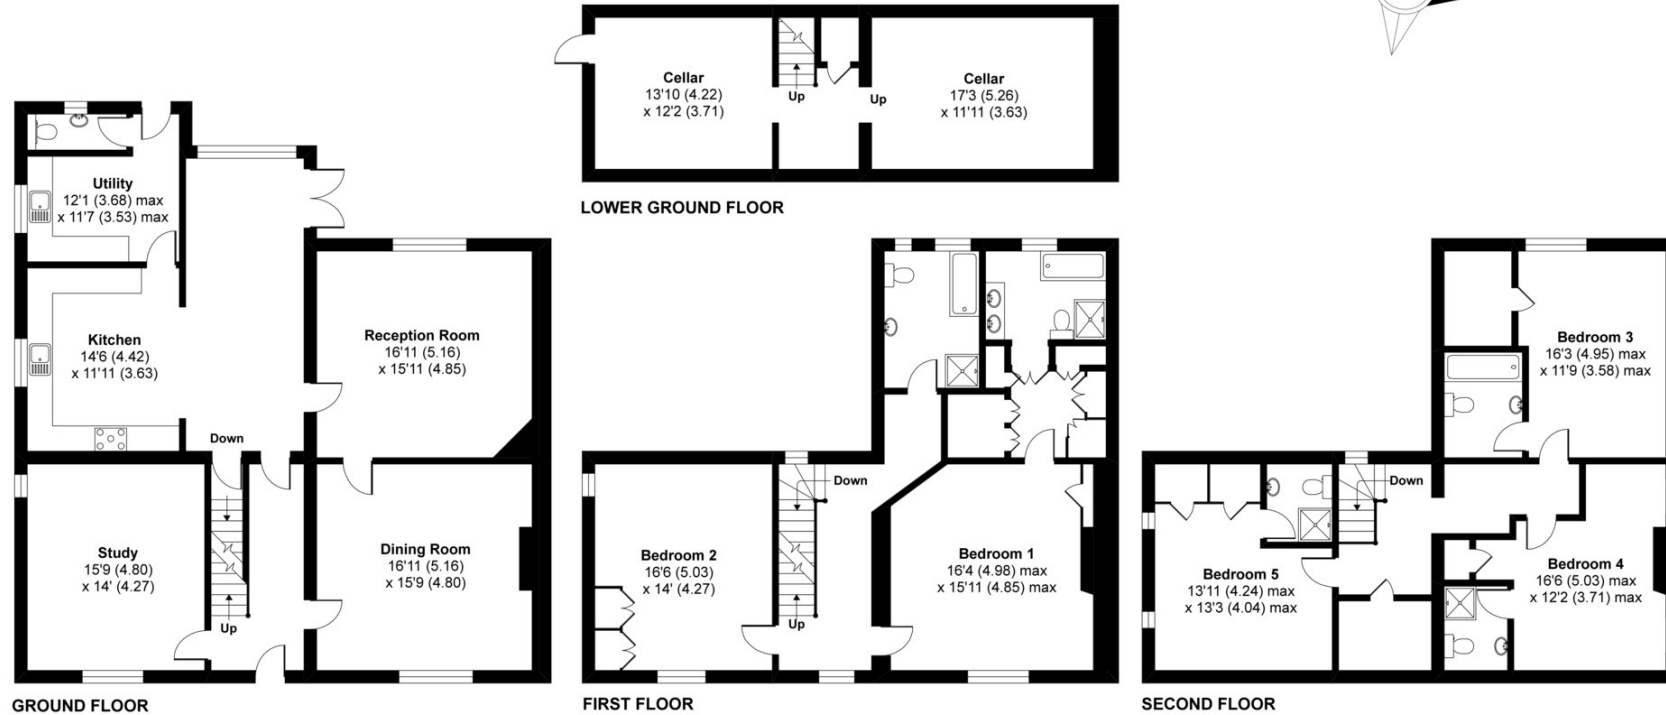 Cellar
13'10 (4.22)
x 12'2 (3.71)
Up
Up
Cellar
17'3 (5.26)
x 11'11 (3.63)
LOWER GROUND FLOOR
Utility
12'1 (3.68) max
x 11'7 (3.53) max
Kitchen
14'6 (4.42)
x 11'11 (3.63)
Reception Room
16'11 (5.16)
x 15'11 (4.85)
Down
Study
15'9 (4.80)
x 14' (4.27)
Up
Dining Room
16'11 (5.16)
x 15'9 (4.80)
GROUND FLOOR
Down
Bedroom 2
16'6 (5.03)
x 14' (4.27)
Up
Bedroom 1
16'4 (4.98) max
x 15'11 (4.85) max
FIRST FLOOR
Bedroom 3
16'3 (4.95) max
x 11'9 (3.58) max
Down
Bedroom 5
13'11 (4.24) max
x 13'3 (4.04) max
Bedroom 4
16'6 (5.03) max
x 12'2 (3.71) max
SECOND FLOOR